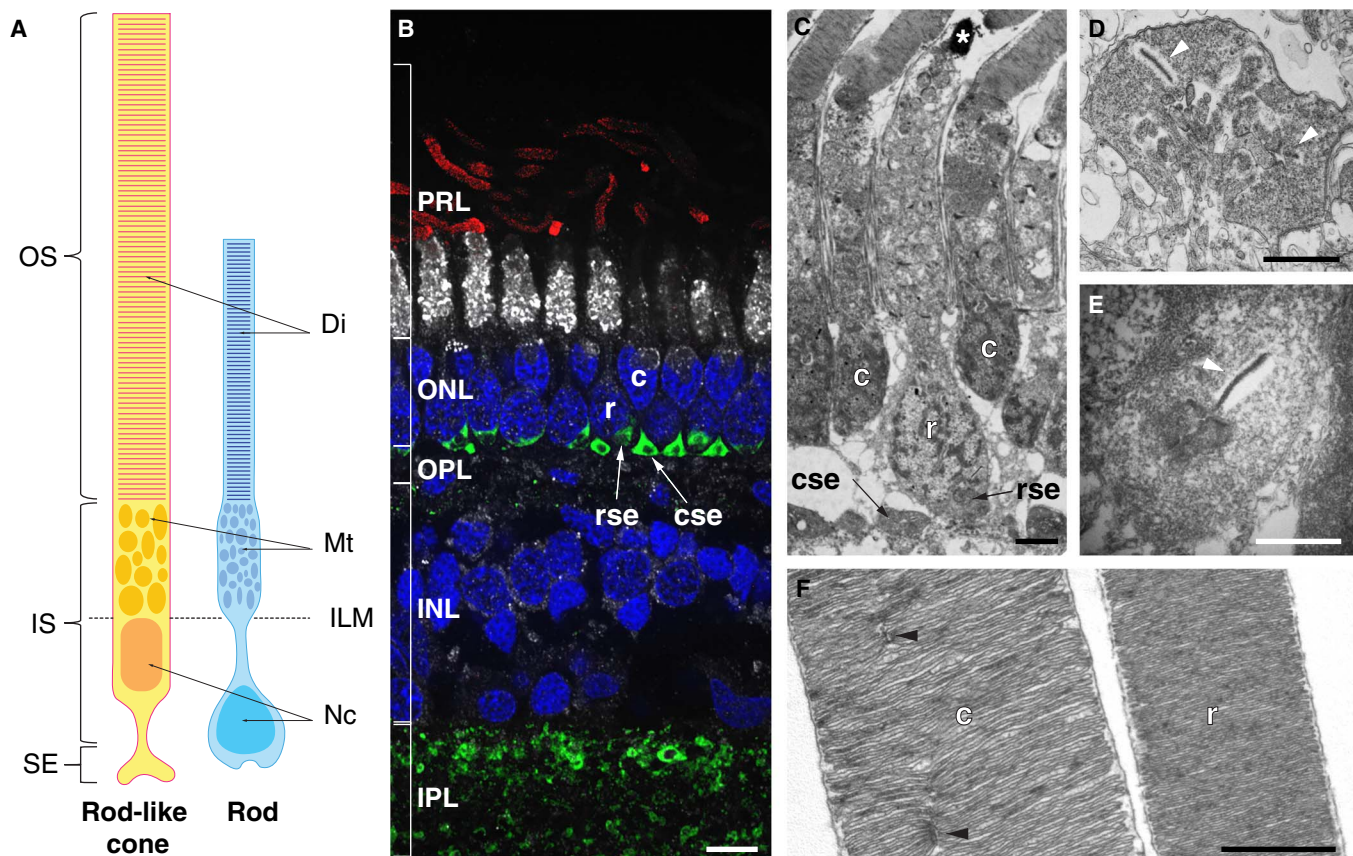 A
OS
Di
Mt
IS
ILM
Nc
SE
Rod-like
cone
Rod
B
PRL
ONL
c
r
OPL
rse
cse
INL
IPL
C
*
c
c
r
cse
rse
D
E
F
c
r